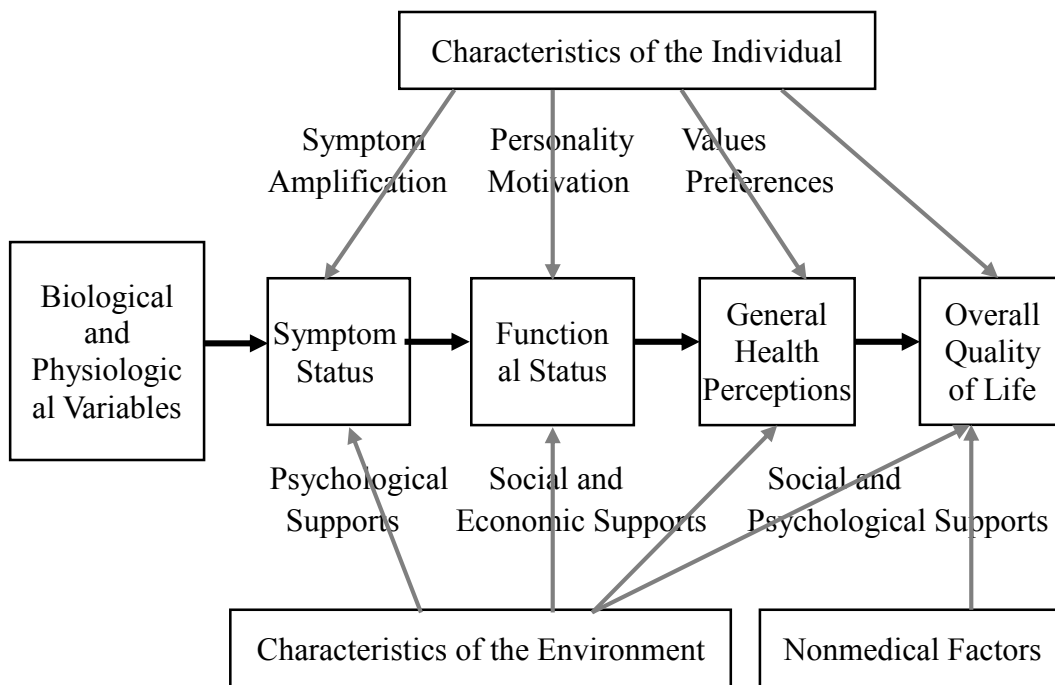 Characteristics of the Individual
Symptom
Amplification
Personality
Motivation
Values
Preferences
Biological
and
Physiologic
al Variables
Symptom
Status
Function
al Status
General
Health
Perceptions
Overall
Quality
of Life
Psychological
Supports
Social and
Economic Supports
Social and
Psychological Supports
Characteristics of the Environment
Nonmedical Factors